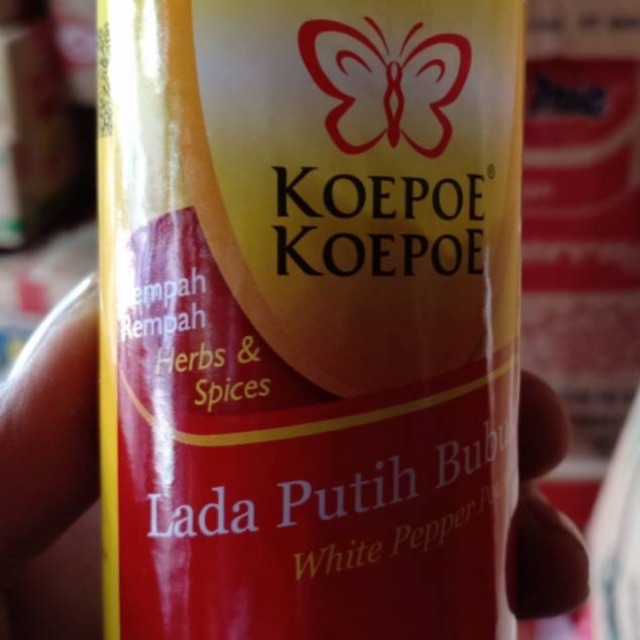 KOEPOE®
KOEPOE
Rempah
Herbs &
Spices
Lada Putih
White Pepper